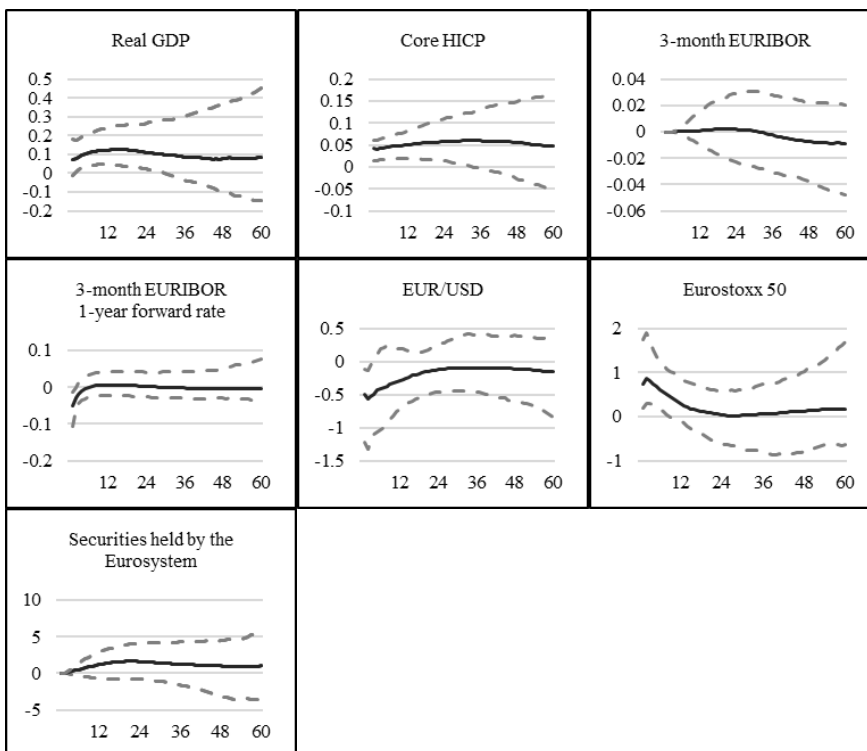 Real GDP
0.5
0.4
0.3
0.2
0.1
0
-0.1
-0.2
12 24 36 48 60
Core HICP
0.2
0.15
0.1
0.05
0
-0.05
-0.1
12 24 36 48 60
3-month EURIBOR
0.04
0.02
0
-0.02
-0.04
-0.06
12 24 36 48 60
3-month EURIBOR
1-year forward rate
0.1
0
-0.1
-0.2
12 24 36 48 60
EUR/USD
0.5
0
-0.5
-1
-1.5
12 24 36 48 60
Eurostoxx 50
2
1
0
-1
12 24 36 48 60
Securities held by the
Eurosystem
10
5
0
-5
12 24 36 48 60